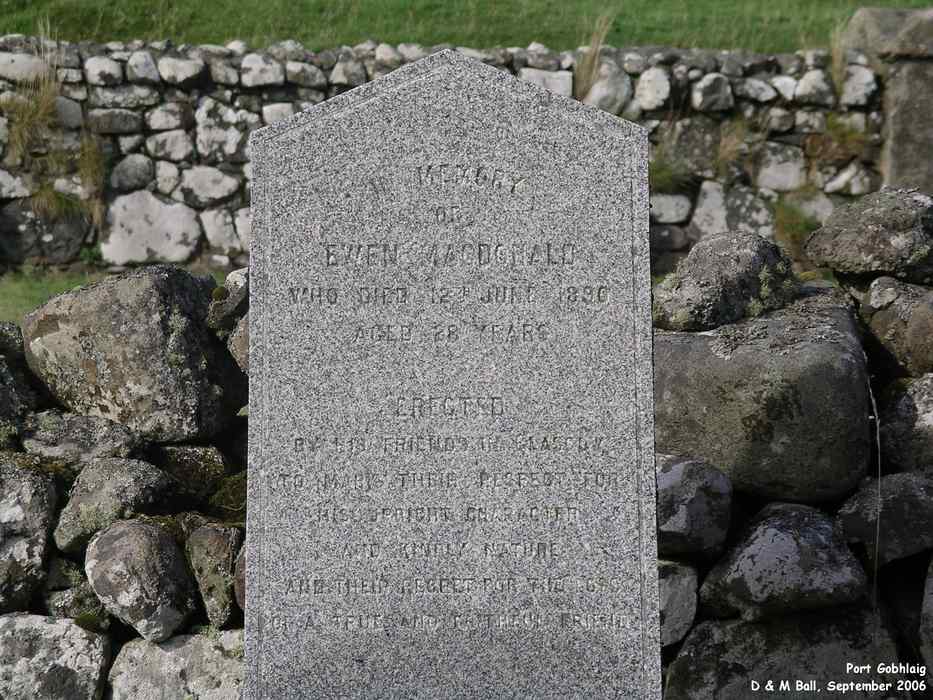 MEMORY
OF
EWEN MACDONALD
WHO DIED 12TH JUNE
AGED 28 YEARS
ERECTED
BY HIS FRIENDS IN GLASGOW
TO MARK THEIR RESPECT FOR
HIS UPRIGHT CHARACTER
AND KINDLY NATURE
AND THEIR REGRET FOR THE LOSS
OF A TRUE AND FAITHFUL FRIEND
Port Gobhlaig
D & M Ball, September 2006